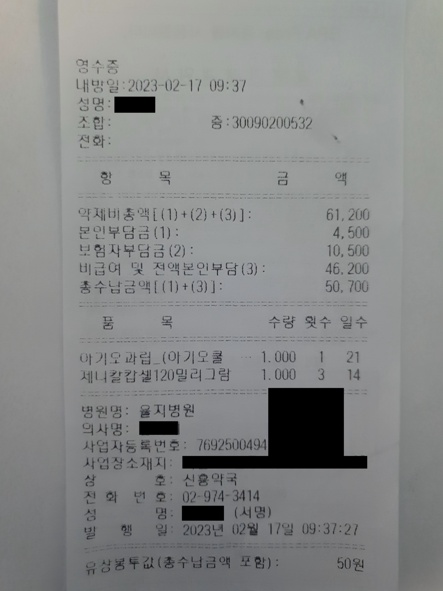 영수증
내방일:2023-02-17 09:37
성명:
조합: 증:30090200532
전화:
항 목 금 액
약제비총액[(1)+(2)+(3)]: 61,200
본인부담금(1): 4,500
보험자부담금(2): 10,500
비급여 및 전액본인부담(3): 46,200
총수납금액[(1)+(3)]: 50,700
품 목 수량 횟수 일수
아기오과립_(아기오쿨 … 1.000 1 21
제니칼캅셀120밀리그람 1.000 3 14
병원명: 을지병원
의사명:
사업자등록번호: 7692500494
사업장소재지:
상 호: 신흥약국
전 화 번 호: 02-974-3414
성 명: (서명)
발 행 일: 2023년 02월 17일 09:37:27
유상봉투값(총수납금액 포함): 50원